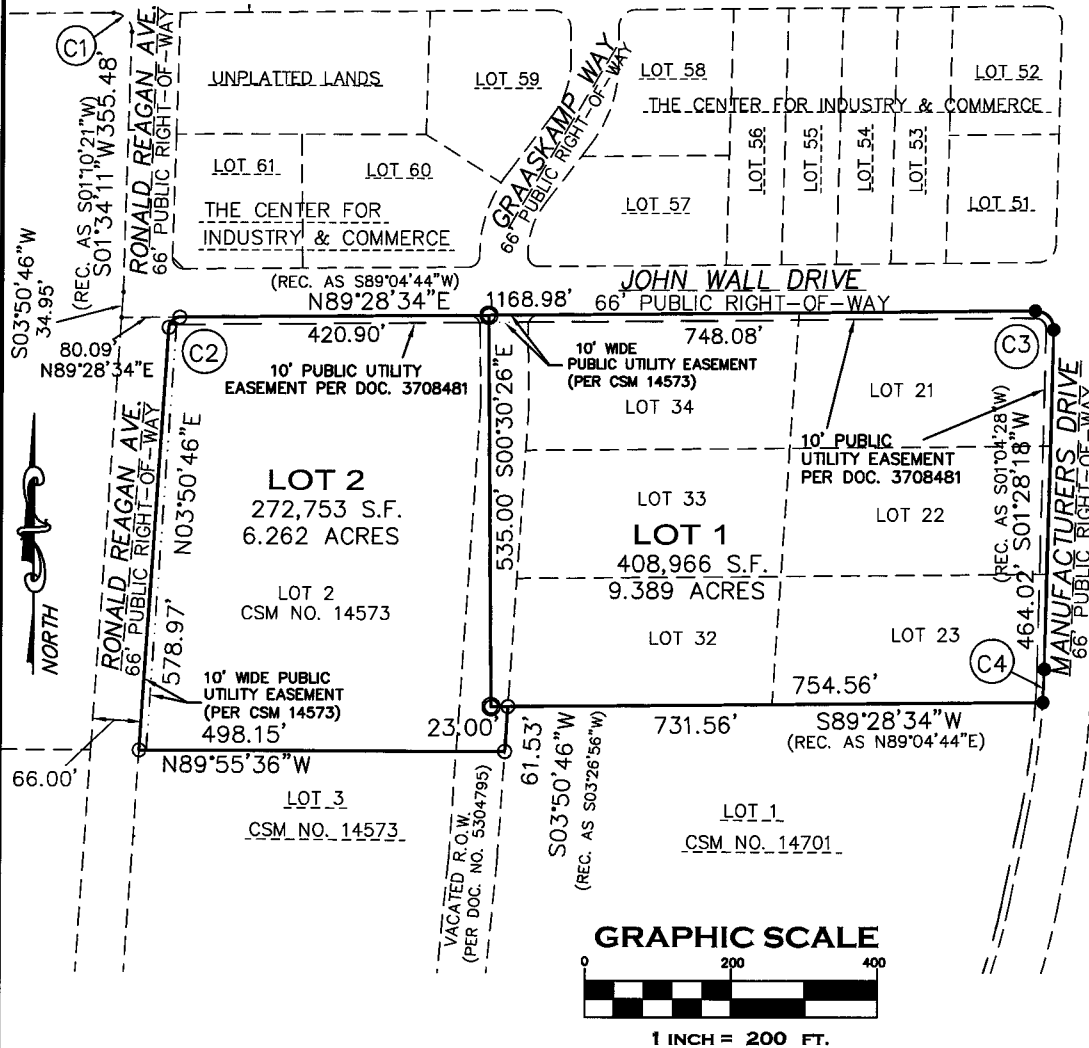 C1
RONALD REAGAN AVE.
66' PUBLIC RIGHT-OF-WAY
(REC. AS S01°10'21"W)
S01°34'11"W 355.48'
S03°50'46"W
34.95'
80.09'
N89°28'34"E
UNPLATTED LANDS
LOT 59
LOT 61
LOT 60
THE CENTER FOR
INDUSTRY & COMMERCE
GRAASKAMP WAY
66' PUBLIC RIGHT-OF-WAY
LOT 58
LOT 52
THE CENTER FOR INDUSTRY & COMMERCE
LOT 56
LOT 55
LOT 54
LOT 53
LOT 57
LOT 51
(REC. AS S89°04'44"W)
N89°28'34"E
1168.98'
JOHN WALL DRIVE
66' PUBLIC RIGHT-OF-WAY
420.90'
748.08'
C2
C3
10' PUBLIC UTILITY
EASEMENT PER DOC. 3708481
10' WIDE
PUBLIC UTILITY EASEMENT
(PER CSM 14573)
LOT 34
LOT 21
10' PUBLIC
UTILITY EASEMENT
PER DOC. 3708481
RONALD REAGAN AVE.
66' PUBLIC RIGHT-OF-WAY
N03°50'46"E
578.97'
LOT 2
272,753 S.F.
6.262 ACRES
LOT 2
CSM NO. 14573
535.00' S00°30'26"E
LOT 33
LOT 22
LOT 1
408,966 S.F.
9.389 ACRES
LOT 32
LOT 23
(REC. AS S01°04'28"W)
464.02' S01°28'18"W
MANUFACTURERS DRIVE
66' PUBLIC RIGHT-OF-WAY
C4
NORTH
10' WIDE PUBLIC
UTILITY EASEMENT
(PER CSM 14573)
498.15'
23.00'
N89°55'36"W
66.00'
61.53'
S03°50'46"W
(REC. AS S03°26'56"W)
754.56'
731.56'
S89°28'34"W
(REC. AS N89°04'44"E)
LOT 3
CSM NO. 14573
VACATED R.O.W.
(PER DOC. NO. 5304795)
LOT 1
CSM NO. 14701
GRAPHIC SCALE
0 200 400
1 INCH = 200 FT.